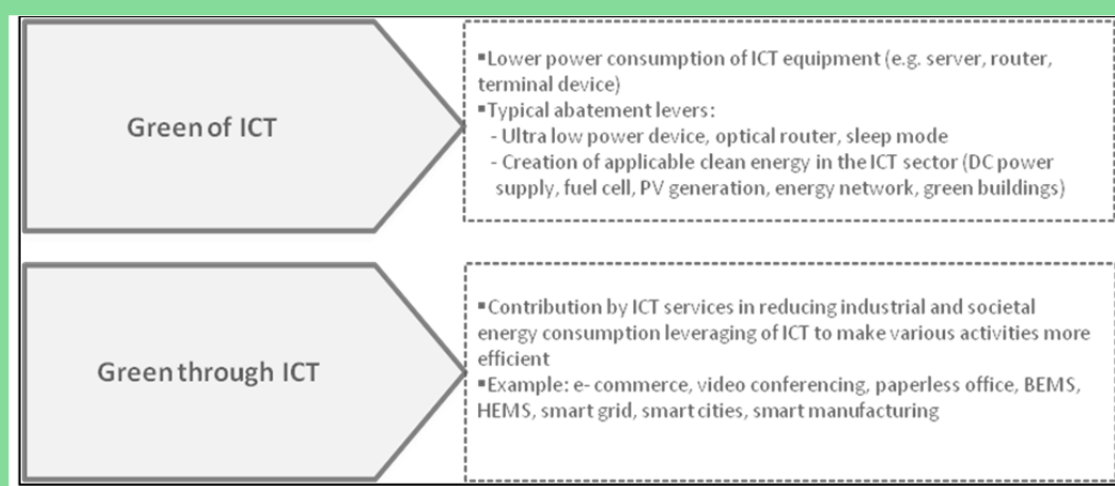 Green of ICT
▪Lower power consumption of ICT equipment (e.g. server, router,
terminal device)
▪Typical abatement levers:
- Ultra low power device, optical router, sleep mode
- Creation of applicable clean energy in the ICT sector (DC power
supply, fuel cell, PV generation, energy network, green buildings)
Green through ICT
▪Contribution by ICT services in reducing industrial and societal
energy consumption leveraging of ICT to make various activities more
efficient
▪Example: e- commerce, video conferencing, paperless office, BEMS,
HEMS, smart grid, smart cities, smart manufacturing